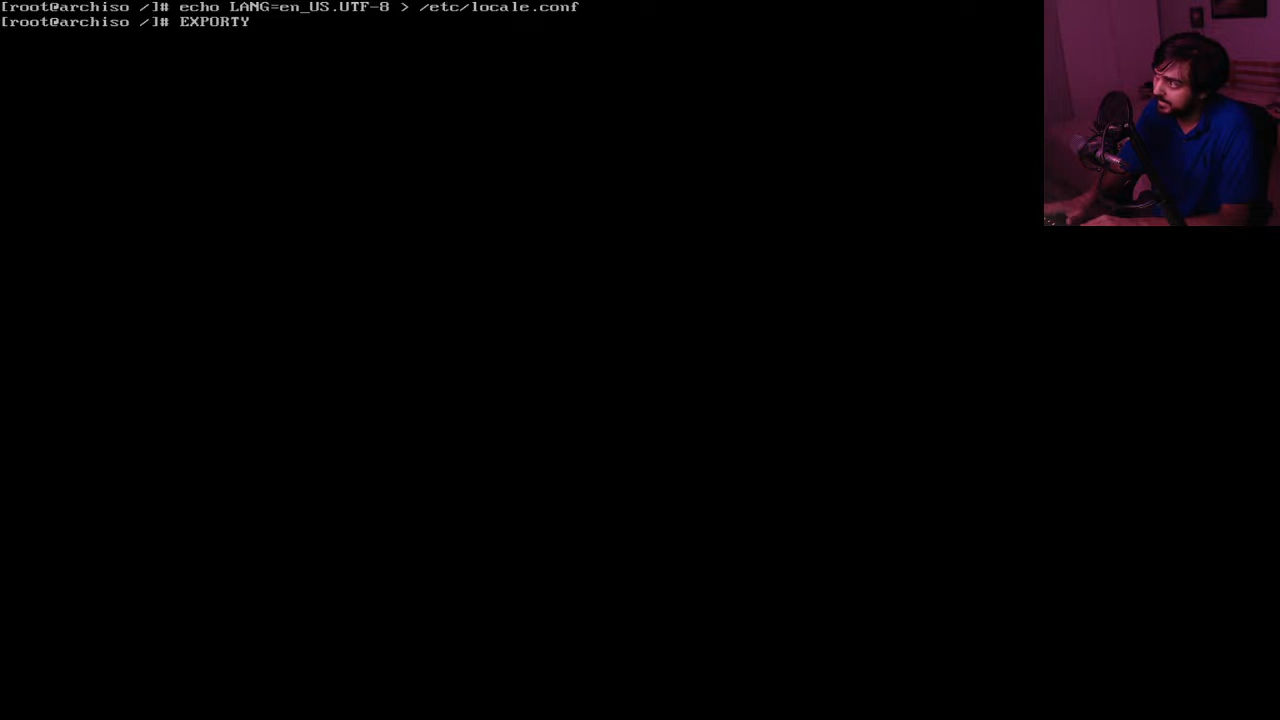 [root@archiso /]# echo LANG=en_US.UTF-8 > /etc/locale.conf
[root@archiso /]# EXPORTY